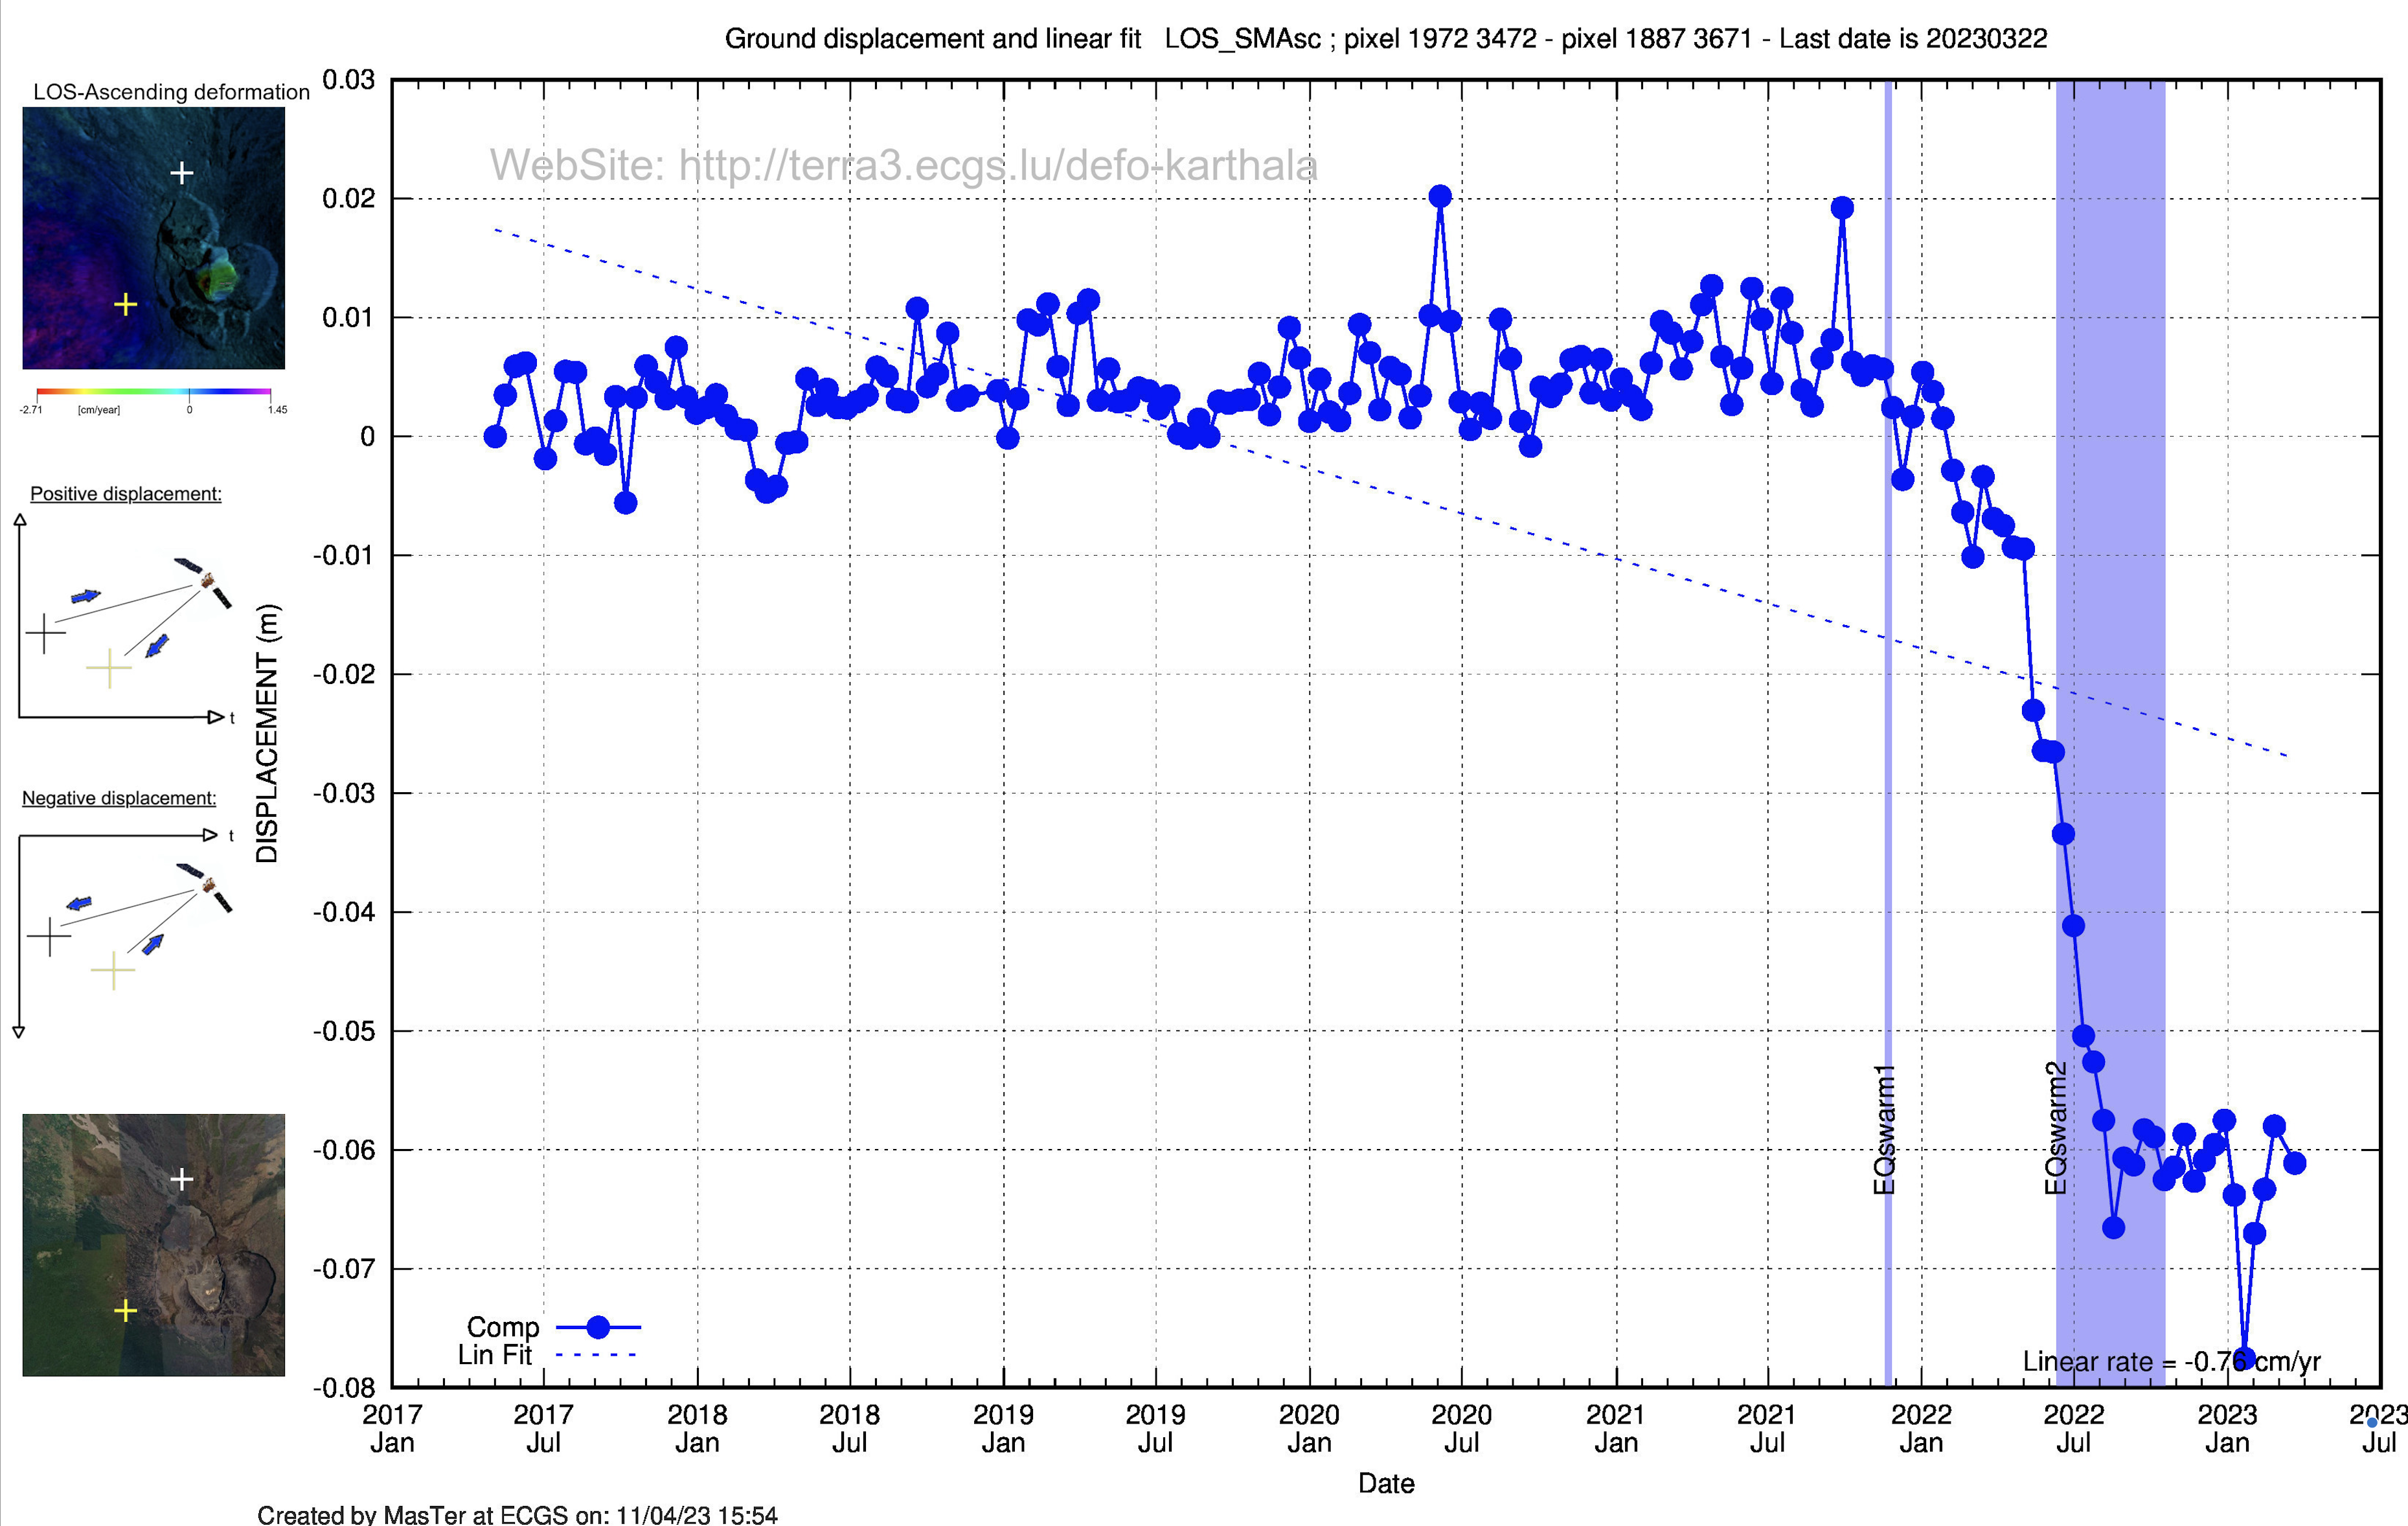 Ground displacement and linear fit   LOS_SMAsc ; pixel 1972 3472 - pixel 1887 3671 - Last date is 20230322
LOS-Ascending deformation
-2.71 [cm/year] 0 1.45
Positive displacement:
t
Negative displacement:
t
DISPLACEMENT (m)
0.03
0.02
0.01
0
-0.01
-0.02
-0.03
-0.04
-0.05
-0.06
-0.07
-0.08
WebSite: http://terra3.ecgs.lu/defo-karthala
EQswarm1
EQswarm2
Comp
Lin Fit
Linear rate = -0.76 cm/yr
2017 2017 2018 2018 2019 2019 2020 2020 2021 2021 2022 2022 2023 2023
Jan Jul Jan Jul Jan Jul Jan Jul Jan Jul Jan Jul Jan Jul
Date
Created by MasTer at ECGS on: 11/04/23 15:54